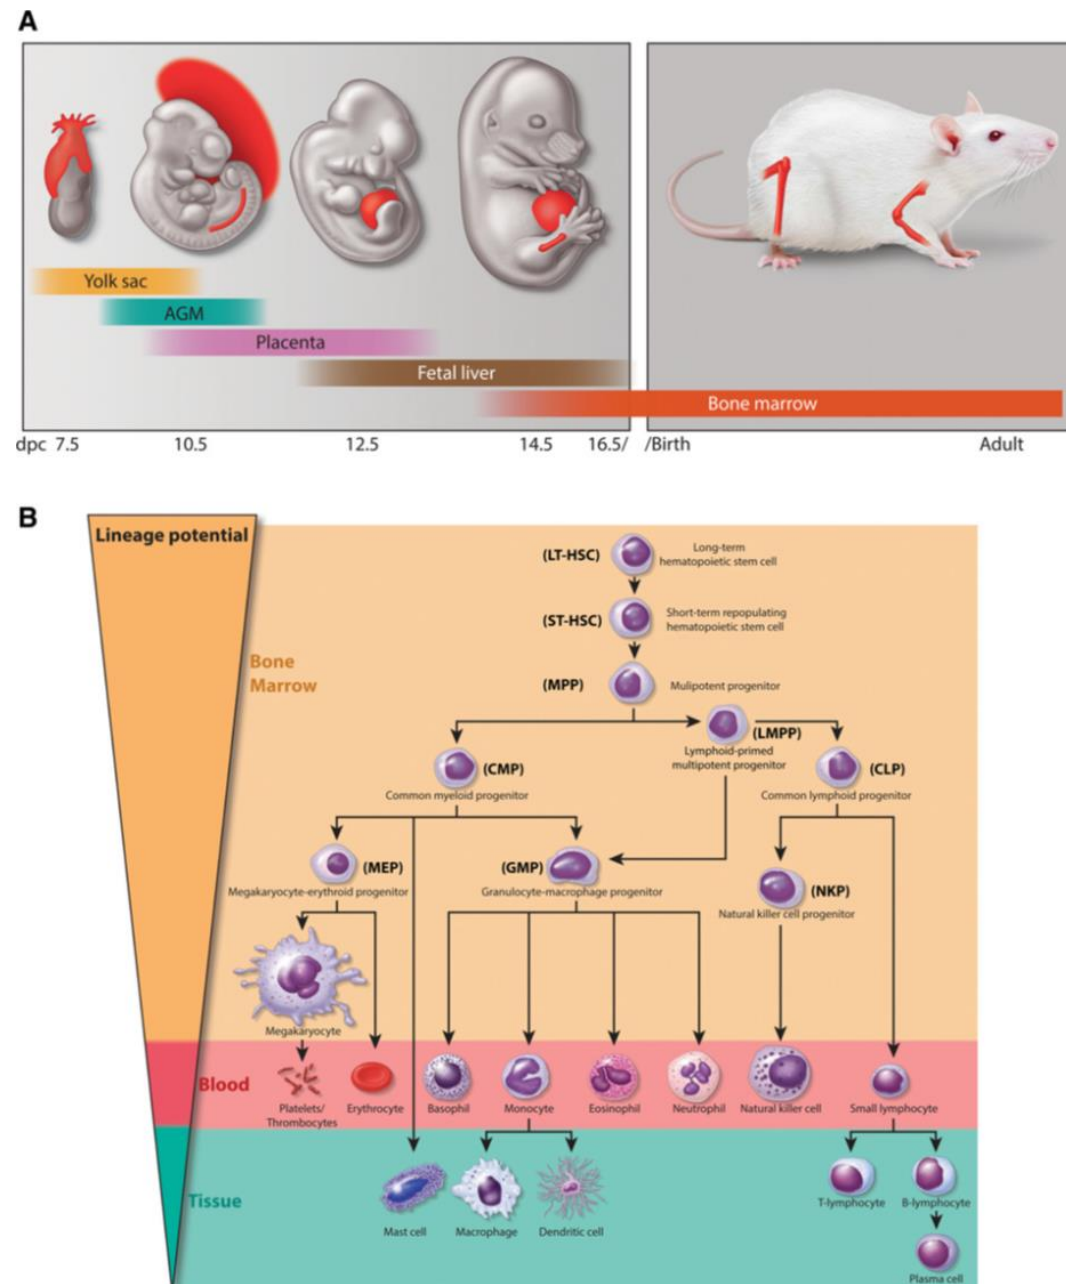 A
Yolk sac
AGM
Placenta
Fetal liver
Bone marrow
dpc 7.5 10.5 12.5 14.5 16.5/ /Birth Adult
B
Lineage potential
(LT-HSC)
Long-term
hematopoietic stem cell
(ST-HSC)
Short-term repopulating
hematopoietic stem cell
Bone
Marrow
(MPP)
Mulipotent progenitor
(LMPP)
Lymphoid-primed
multipotent progenitor
(CMP)
Common myeloid progenitor
(CLP)
Common lymphoid progenitor
(MEP)
Megakaryocyte-erythroid progenitor
(GMP)
Granulocyte-macrophage progenitor
(NKP)
Natural killer cell progenitor
Megakaryocyte
Blood
Platelets/
Thrombocytes
Erythrocyte
Basophil
Monocyte
Eosinophil
Neutrophil
Natural killer cell
Small lymphocyte
Tissue
Mast cell
Macrophage
Dendritic cell
T-lymphocyte
B-lymphocyte
Plasma cell